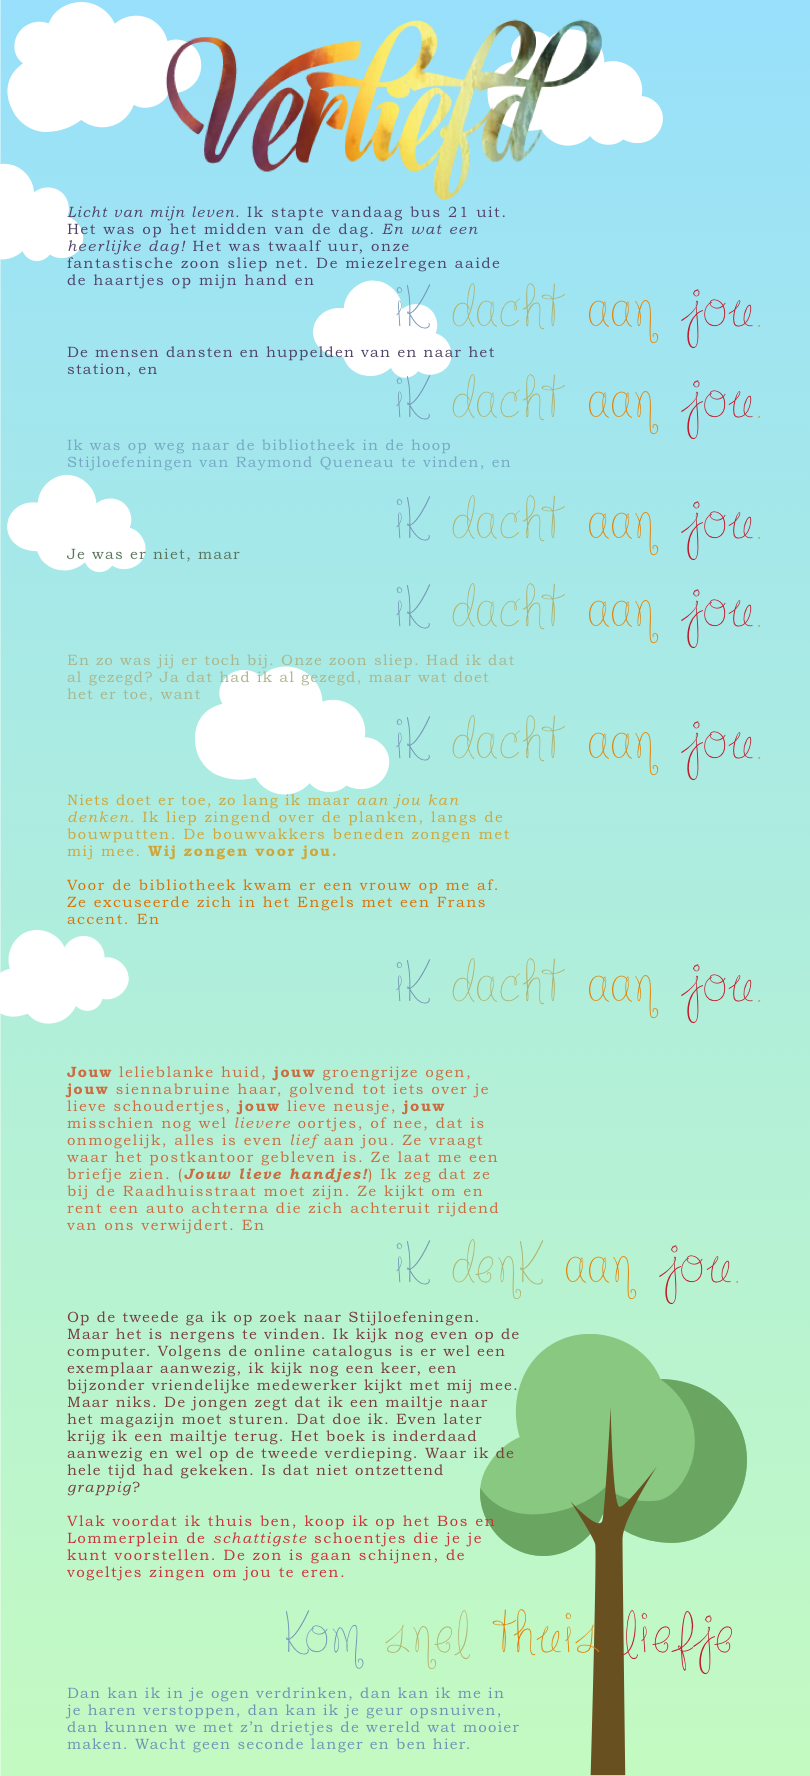 Verliefd
Licht van mijn leven. Ik stapte vandaag bus 21 uit.
Het was op het midden van de dag. En wat een
heerlijke dag! Het was twaalf uur, onze
fantastische zoon sliep net. De miezelregen aaide
de haartjes op mijn hand en
ik dacht aan jou.
De mensen dansten en huppelden van en naar het
station, en
ik dacht aan jou.
Ik was op weg naar de bibliotheek in de hoop
Stijloefeningen van Raymond Queneau te vinden, en
ik dacht aan jou.
Je was er niet, maar
ik dacht aan jou.
En zo was jij er toch bij. Onze zoon sliep. Had ik dat
al gezegd? Ja dat had ik al gezegd, maar wat doet
het er toe, want
ik dacht aan jou.
Niets doet er toe, zo lang ik maar aan jou kan
denken. Ik liep zingend over de planken, langs de
bouwputten. De bouwvakkers beneden zongen met
mij mee. Wij zongen voor jou.
Voor de bibliotheek kwam er een vrouw op me af.
Ze excuseerde zich in het Engels met een Frans
accent. En
ik dacht aan jou.
Jouw lelieblanke huid, jouw groengrijze ogen,
jouw siennabruine haar, golvend tot iets over je
lieve schoudertjes, jouw lieve neusje, jouw
misschien nog wel lievere oortjes, of nee, dat is
onmogelijk, alles is even lief aan jou. Ze vraagt
waar het postkantoor gebleven is. Ze laat me een
briefje zien. (Jouw lieve handjes!) Ik zeg dat ze
bij de Raadhuisstraat moet zijn. Ze kijkt om en
rent een auto achterna die zich achteruit rijdend
van ons verwijdert. En
ik denk aan jou.
Op de tweede ga ik op zoek naar Stijloefeningen.
Maar het is nergens te vinden. Ik kijk nog even op de
computer. Volgens de online catalogus is er wel een
exemplaar aanwezig, ik kijk nog een keer, een
bijzonder vriendelijke medewerker kijkt met mij mee.
Maar niks. De jongen zegt dat ik een mailtje naar
het magazijn moet sturen. Dat doe ik. Even later
krijg ik een mailtje terug. Het boek is inderdaad
aanwezig en wel op de tweede verdieping. Waar ik de
hele tijd had gekeken. Is dat niet ontzettend
grappig?
Vlak voordat ik thuis ben, koop ik op het Bos en
Lommerplein de schattigste schoentjes die je je
kunt voorstellen. De zon is gaan schijnen, de
vogeltjes zingen om jou te eren.
Kom snel thuis liefje
Dan kan ik in je ogen verdrinken, dan kan ik me in
je haren verstoppen, dan kan ik je geur opsnuiven,
dan kunnen we met z’n drietjes de wereld wat mooier
maken. Wacht geen seconde langer en ben hier.